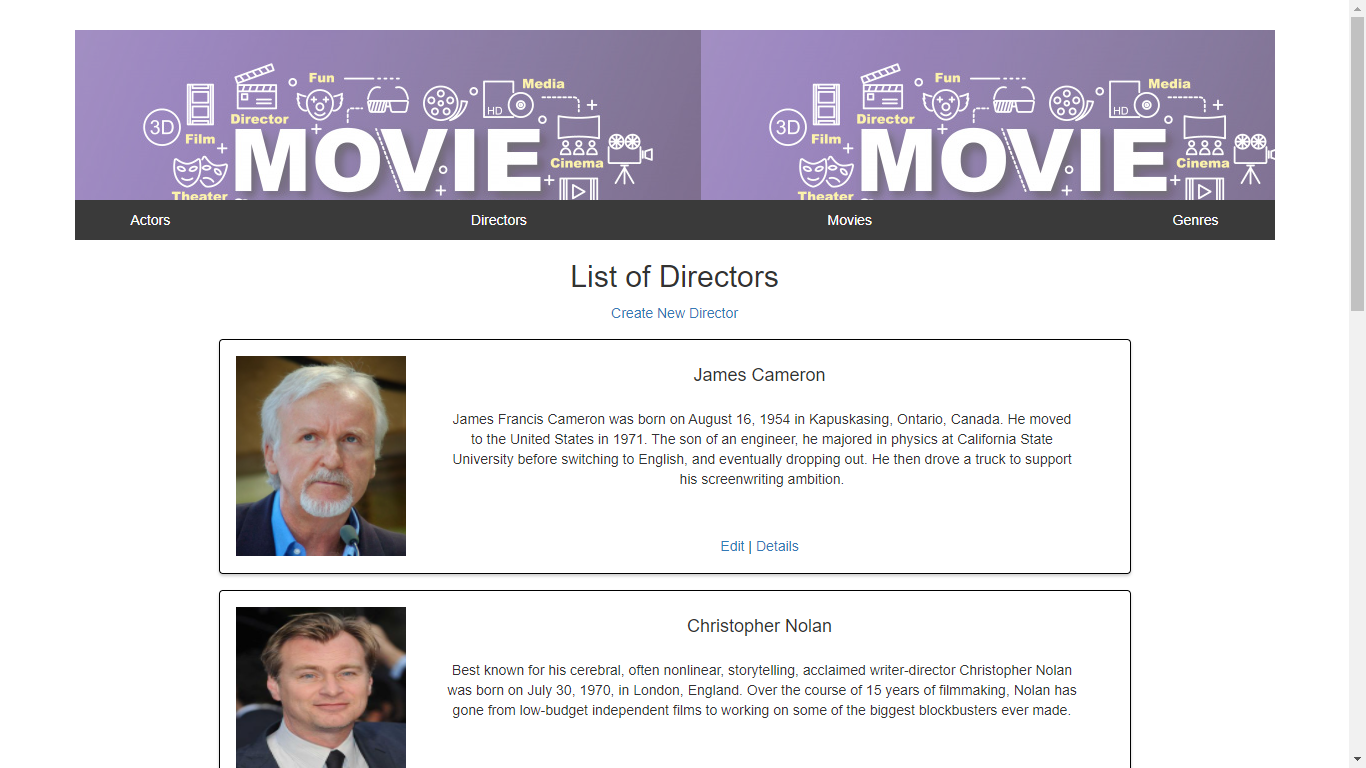 Fun
Media
Director
3D
HD
Film
MOVIE
Cinema
Theater
Fun
Media
Director
3D
HD
Film
MOVIE
Cinema
Theater
Actors Directors Movies Genres
List of Directors
Create New Director
James Cameron
James Francis Cameron was born on August 16, 1954 in Kapuskasing, Ontario, Canada. He moved
to the United States in 1971. The son of an engineer, he majored in physics at California State
University before switching to English, and eventually dropping out. He then drove a truck to support
his screenwriting ambition.
Edit | Details
Christopher Nolan
Best known for his cerebral, often nonlinear, storytelling, acclaimed writer-director Christopher Nolan
was born on July 30, 1970, in London, England. Over the course of 15 years of filmmaking, Nolan has
gone from low-budget independent films to working on some of the biggest blockbusters ever made.